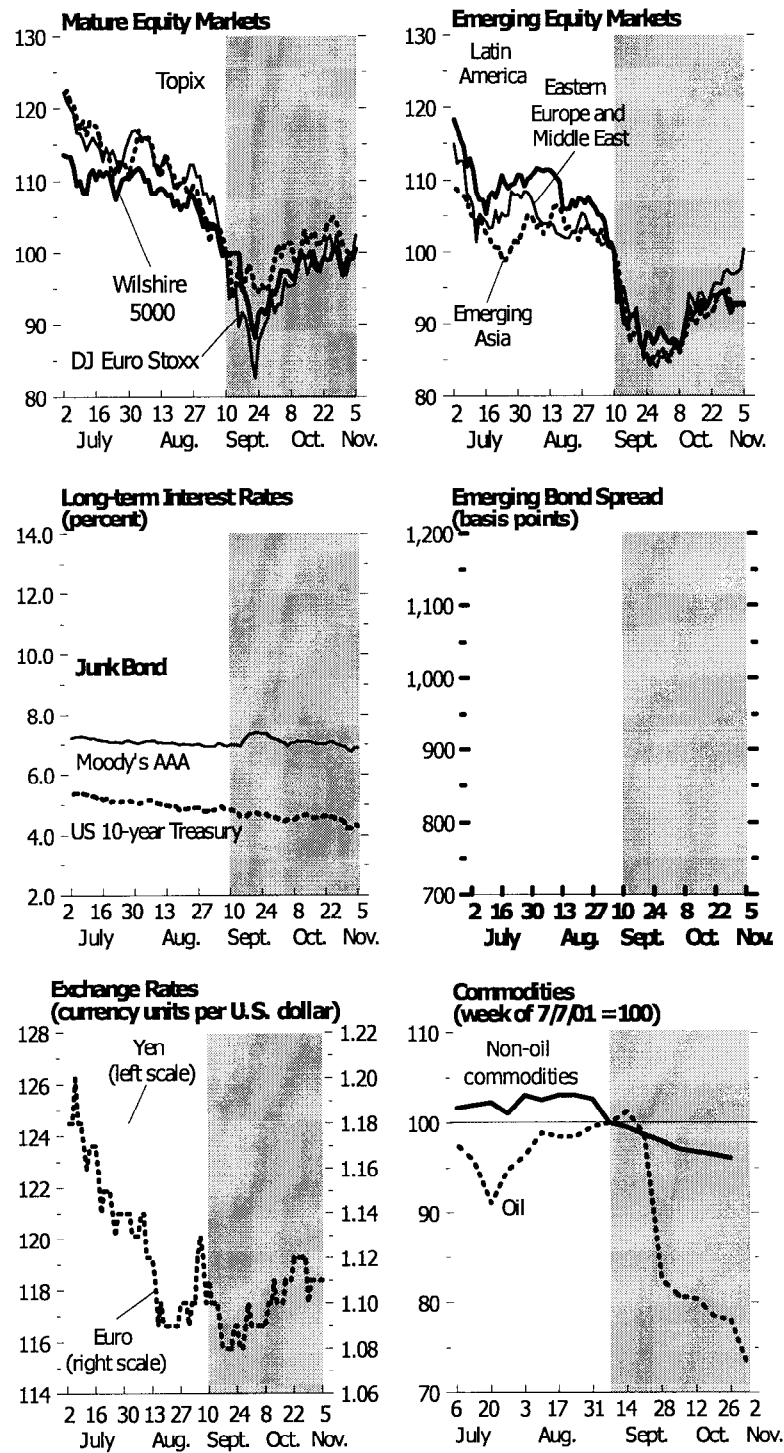 Mature Equity Markets
130
120
110
100
90
80
Topix
Wilshire
5000
DJ Euro Stoxx
2 16 30 13 27 10 24 8 22 5
July Aug. Sept. Oct. Nov.
Emerging Equity Markets
130
120
110
100
90
80
Latin
America
Eastern
Europe and
Middle East
Emerging
Asia
2 16 30 13 27 10 24 8 22 5
July Aug. Sept. Oct. Nov.
Long-term Interest Rates
(percent)
14.0
12.0
10.0
8.0
6.0
4.0
2.0
Junk Bond
Moody's AAA
US 10-year Treasury
2 16 30 13 27 10 24 8 22 5
July Aug. Sept. Oct. Nov.
Emerging Bond Spread
(basis points)
1,200
1,100
1,000
900
800
700
2 16 30 13 27 10 24 8 22 5
July Aug. Sept. Oct. Nov.
Exchange Rates
(currency units per U.S. dollar)
128
126
124
121
120
118
116
114
Yen
(left scale)
Euro
(right scale)
1.22
1.20
1.18
1.16
1.14
1.12
1.10
1.08
1.06
2 16 30 13 27 10 24 8 22 5
July Aug. Sept. Oct. Nov.
Commodities
(week of 7/7/01 = 100)
110
100
90
80
70
Non-oil
commodities
Oil
6 20 3 17 31 14 28 12 26 2
July Aug. Sept. Oct. Nov.